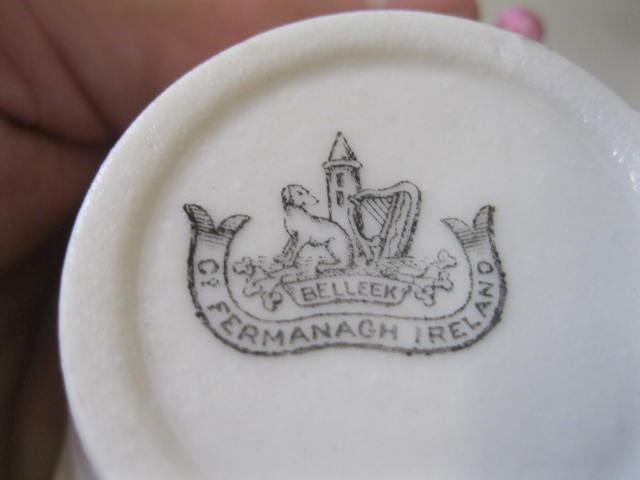 BELLEEK
Cº FERMANAGH IRELAND